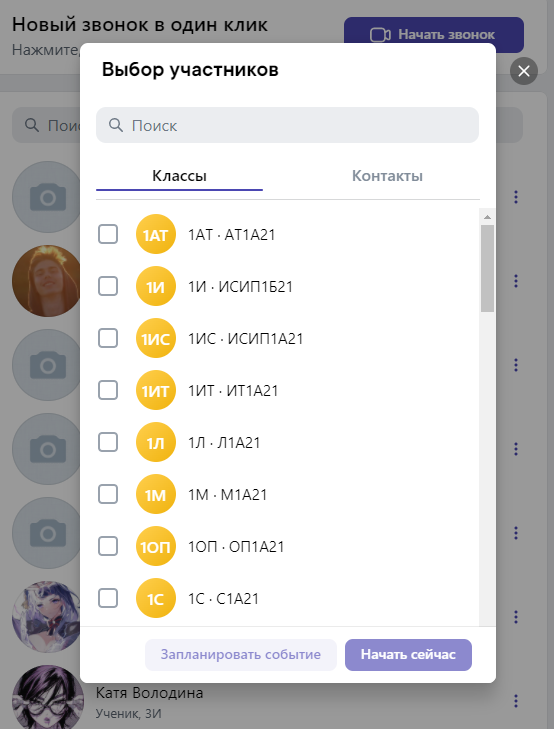 Новый звонок в один клик
Нажмите,
Начать звонок
Выбор участников
Поис
Поиск
Классы
Контакты
1АТ 1АТ · АТ1А21
1И 1И · ИСИП1Б21
1ИС 1ИС · ИСИП1А21
1ИТ 1ИТ · ИТ1А21
1Л 1Л · Л1А21
1М 1М · М1А21
1ОП 1ОП · ОП1А21
1С 1С · С1А21
Запланировать событие
Начать сейчас
Катя Володина
Ученик, 3И